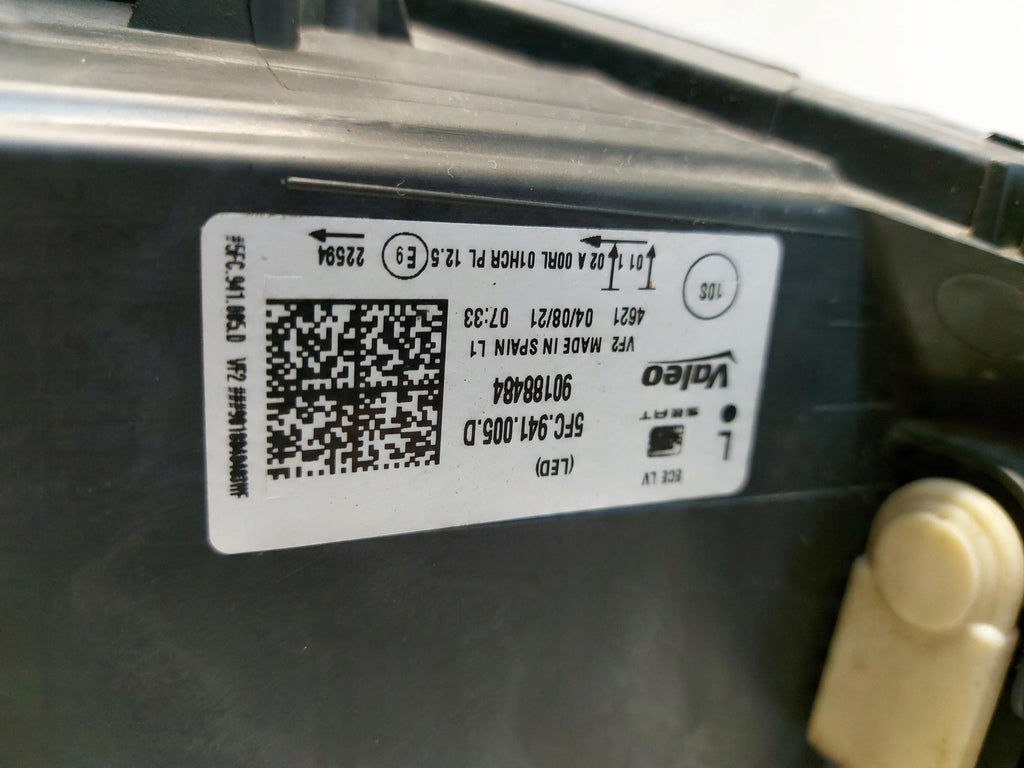 ECE LV
L
SEAT
Valeo
10S
(LED)
5FC.941.005.D
90188484
VF2 MADE IN SPAIN L1
4621 04/08/21 07:33
01 1 02 A 00RL 01HCR PL 12.5 E9 22594
#5FC.941.005.D VF2